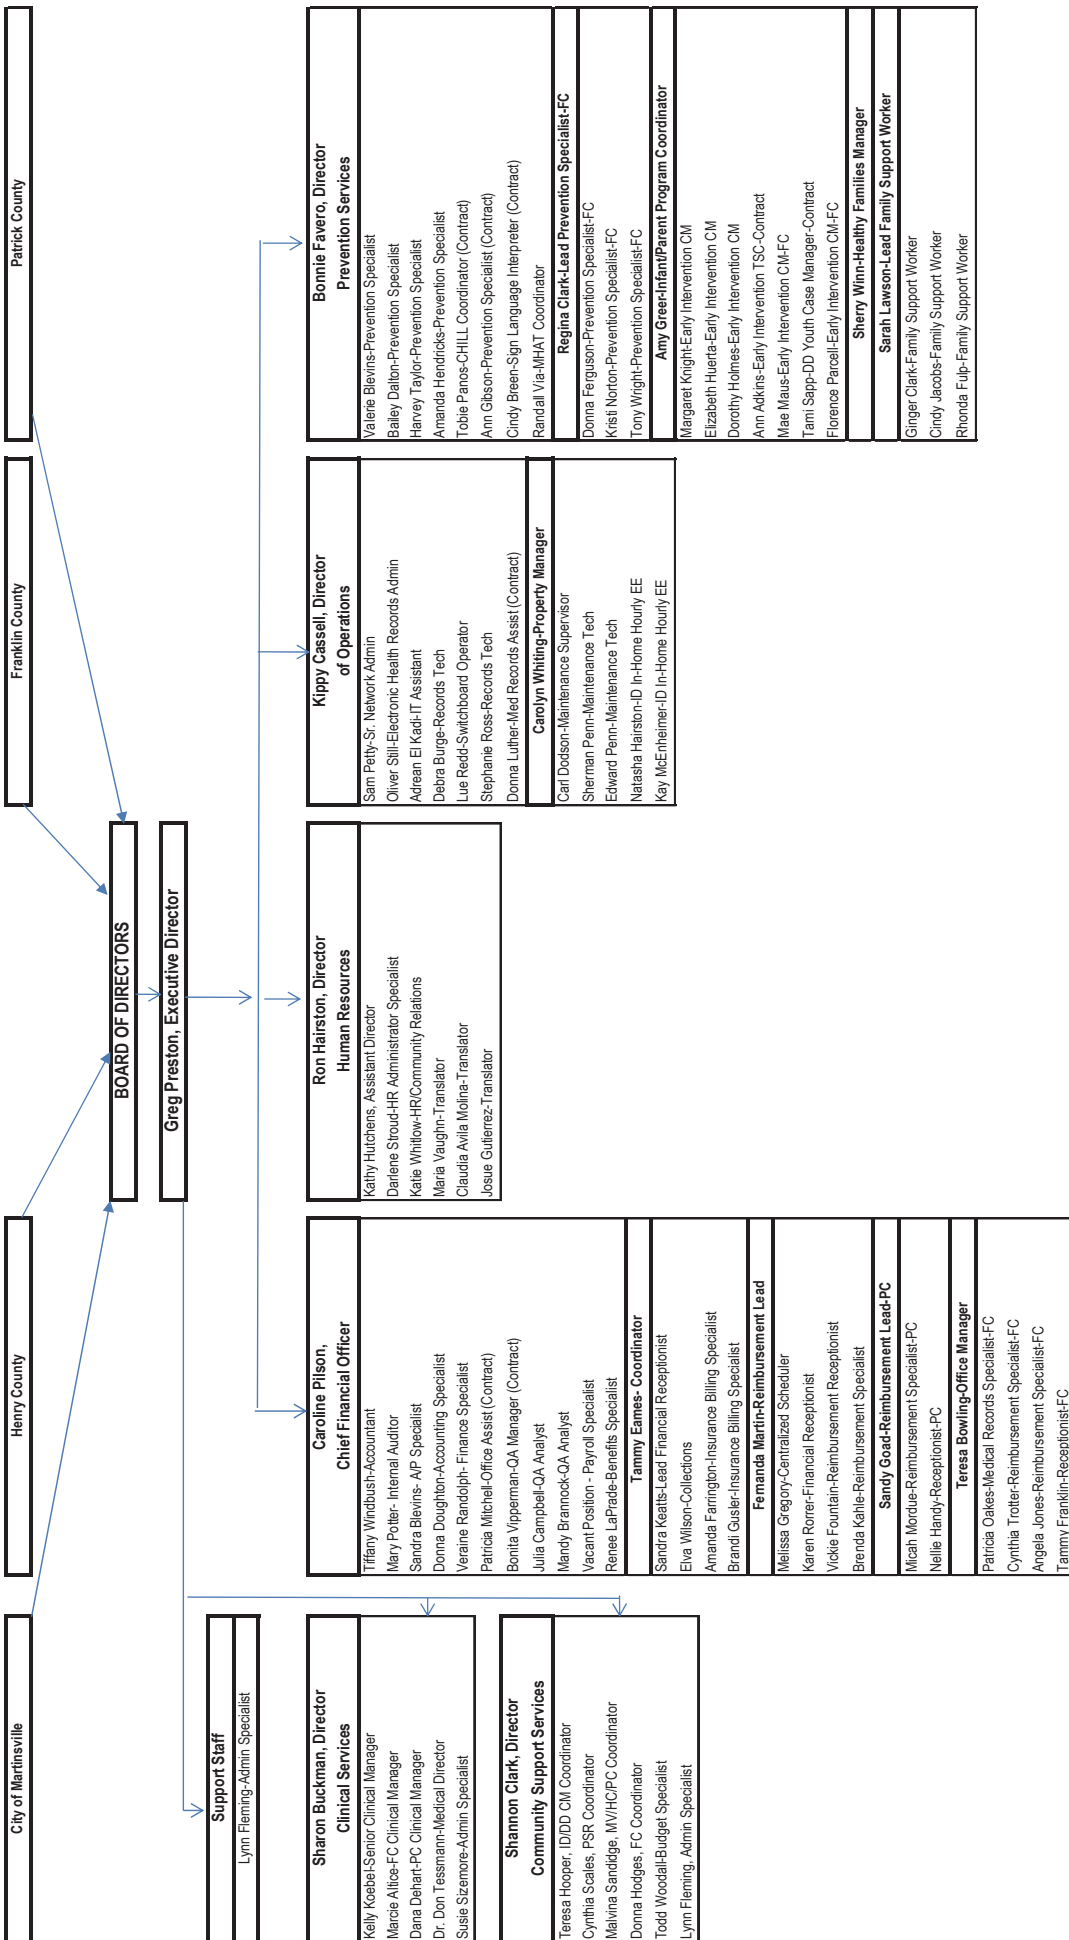 City of Martinsville
Henry County
Franklin County
Patrick County
BOARD OF DIRECTORS
Greg Preston, Executive Director
Support Staff
Lynn Fleming-Admin Specialist
Sharon Buckman, Director
Clinical Services
Kelly Koebel-Senior Clinical Manager
Marcie Altice-FC Clinical Manager
Dana Dehart-PC Clinical Manager
Dr. Don Tessmann-Medical Director
Susie Sizemore-Admin Specialist
Shannon Clark, Director
Community Support Services
Teresa Hooper, ID/DD CM Coordinator
Cynthia Scales, PSR Coordinator
Malvina Sandidge, MV/HC/PC Coordinator
Donna Hodges, FC Coordinator
Todd Woodall-Budget Specialist
Lynn Fleming, Admin Specialist
Caroline Pilson,
Chief Financial Officer
Tiffany Windbush-Accountant
Mary Potter- Internal Auditor
Sandra Blevins- A/P Specialist
Donna Doughton-Accounting Specialist
Veraine Randolph- Finance Specialist
Patricia Mitchell-Office Assist (Contract)
Bonita Vipperman-QA Manager (Contract)
Julia Campbell-QA Analyst
Mandy Brannock-QA Analyst
Vacant Position - Payroll Specialist
Renee LaPrade-Benefits Specialist
Tammy Eames- Coordinator
Sandra Keatts-Lead Financial Receptionist
Elva Wilson-Collections
Amanda Farrington-Insurance Billing Specialist
Brandi Gusler-Insurance Billing Specialist
Fernanda Martin-Reimbursement Lead
Melissa Gregory-Centralized Scheduler
Karen Rorrer-Financial Receptionist
Vickie Fountain-Reimbursement Receptionist
Brenda Kahle-Reimbursement Specialist
Sandy Goad-Reimbursement Lead-PC
Micah Mordue-Reimbursement Specialist-PC
Nellie Handy-Receptionist-PC
Teresa Bowling-Office Manager
Patricia Oakes-Medical Records Specialist-FC
Cynthia Trotter-Reimbursement Specialist-FC
Angela Jones-Reimbursement Specialist-FC
Tammy Franklin-Receptionist-FC
Ron Hairston, Director
Human Resources
Kathy Hutchens, Assistant Director
Darlene Stroud-HR Administrator Specialist
Katie Whitlow-HR/Community Relations
Maria Vaughn-Translator
Claudia Avila Molina-Translator
Josue Gutierrez-Translator
Kippy Cassell, Director
of Operations
Sam Petty-Sr. Network Admin
Oliver Still-Electronic Health Records Admin
Adrean El Kadi-IT Assistant
Debra Burge-Records Tech
Lue Redd-Switchboard Operator
Stephanie Ross-Records Tech
Donna Luther-Med Records Assist (Contract)
Carolyn Whiting-Property Manager
Carl Dodson-Maintenance Supervisor
Sherman Penn-Maintenance Tech
Edward Penn-Maintenance Tech
Natasha Hairston-ID In-Home Hourly EE
Kay McEnheimer-ID In-Home Hourly EE
Bonnie Favero, Director
Prevention Services
Valerie Blevins-Prevention Specialist
Bailey Dalton-Prevention Specialist
Harvey Taylor-Prevention Specialist
Amanda Hendricks-Prevention Specialist
Tobie Panos-CHILL Coordinator (Contract)
Ann Gibson-Prevention Specialist (Contract)
Cindy Breen-Sign Language Interpreter (Contract)
Randall Via-MHAT Coordinator
Regina Clark-Lead Prevention Specialist-FC
Donna Ferguson-Prevention Specialist-FC
Kristi Norton-Prevention Specialist-FC
Tony Wright-Prevention Specialist-FC
Amy Greer-Infant/Parent Program Coordinator
Margaret Knight-Early Intervention CM
Elizabeth Huerta-Early Intervention CM
Dorothy Holmes-Early Intervention CM
Ann Adkins-Early Intervention TSC-Contract
Mae Maus-Early Intervention CM-FC
Tami Sapp-DD Youth Case Manager-Contract
Florence Parcell-Early Intervention CM-FC
Sherry Winn-Healthy Families Manager
Sarah Lawson-Lead Family Support Worker
Ginger Clark-Family Support Worker
Cindy Jacobs-Family Support Worker
Rhonda Fulp-Family Support Worker